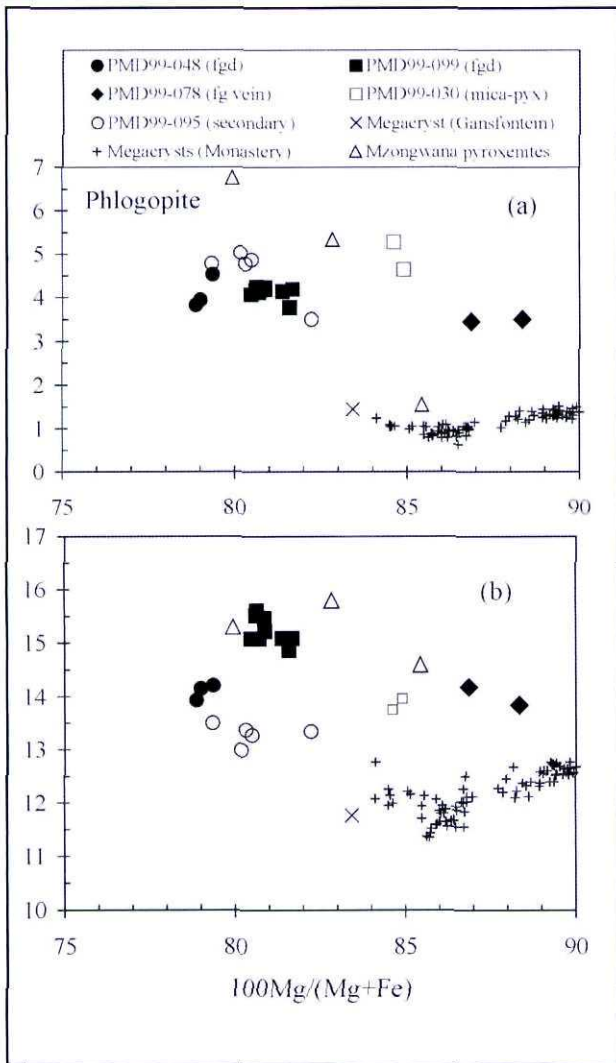 PMD99-048 (fgd) PMD99-099 (fgd)
PMD99-078 (fg vein) PMD99-030 (mica-pyx)
PMD99-095 (secondary) Megacryst (Gansfontein)
Megacrysts (Monastery) Mzongwana pyroxenites
7
Phlogopite (a)
6
5
4
3
2
1
0
75 80 85 90
17
16
(b)
15
14
13
12
11
10
75 80 85 90
100Mg/(Mg+Fe)